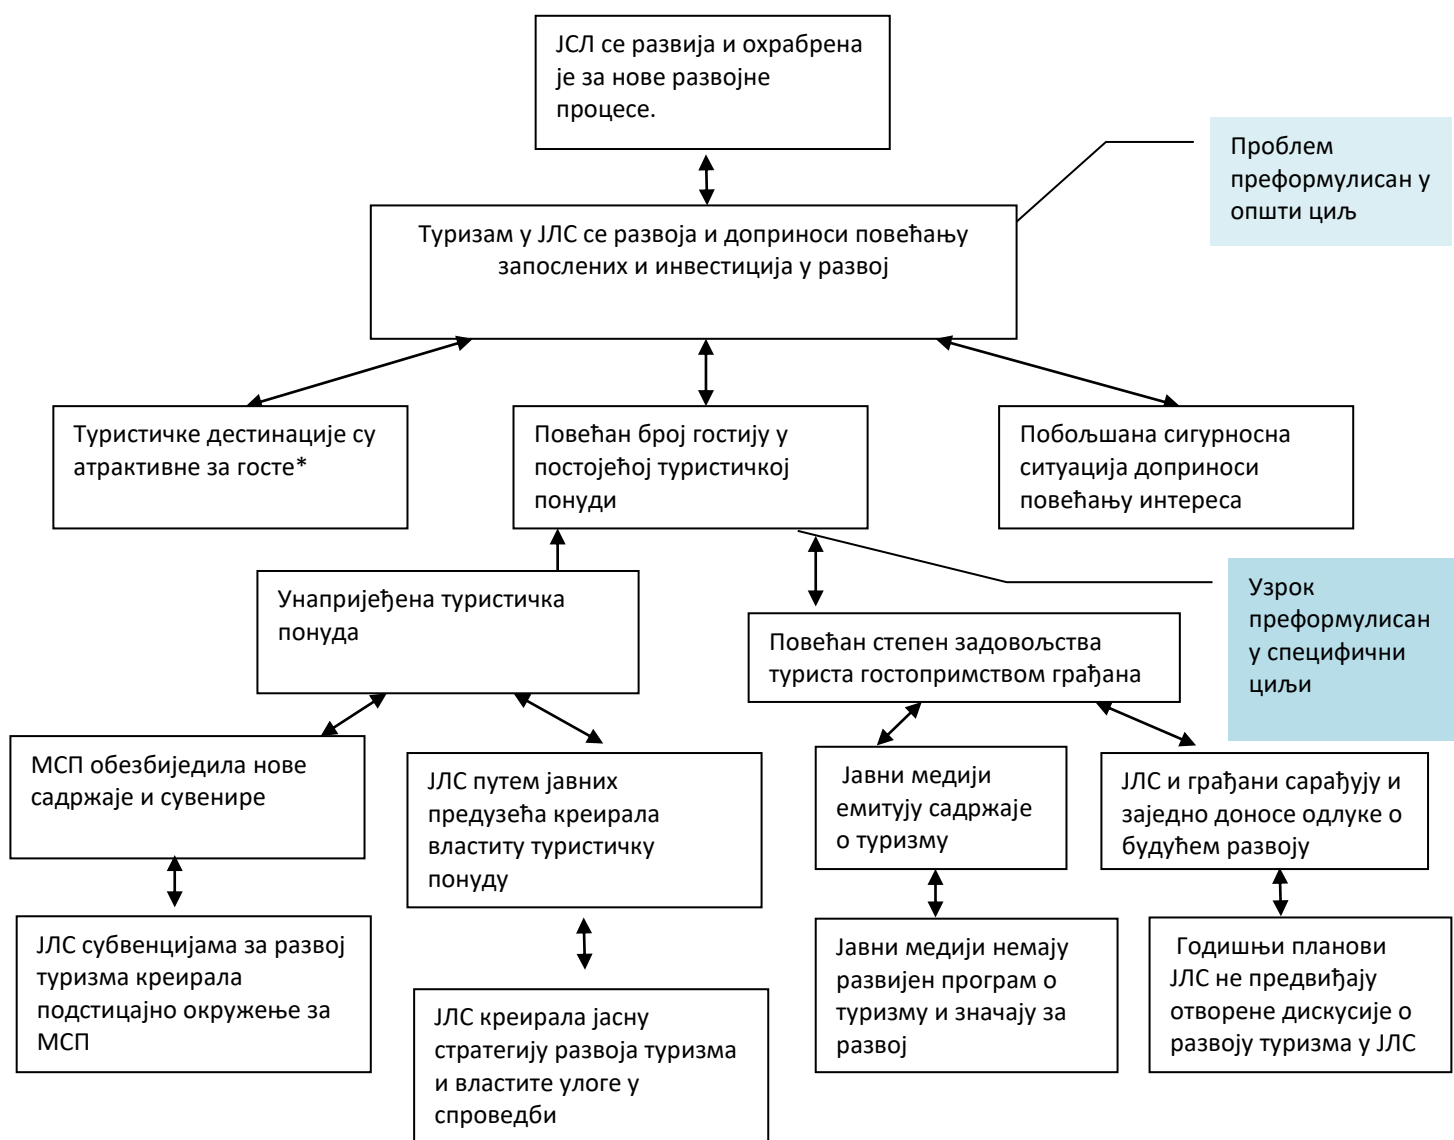 ЈСЛ се развија и охрабрена
је за нове развојне
процесе.
Проблем
преформулисан у
општи циљ
Туризам у ЈЛС се развоја и доприноси повећању
запослених и инвестиција у развој
Туристичке дестинације су
атрактивне за госте*
Повећан број гостију у
постојећој туристичкој
понуди
Побољшана сигурносна
ситуација доприноси
повећању интереса
Унапријеђена туристичка
понуда
Узрок
преформулисан
у специфични
циљи
Повећан степен задовољства
туриста гостопримством грађана
МСП обезбиједила нове
садржаје и сувенире
ЈЛС путем јавних
предузећа креирала
властиту туристичку
понуду
Јавни медији
емитују садржаје
о туризму
ЈЛС и грађани сарађују и
заједно доносе одлуке о
будућем развоју
ЈЛС субвенцијама за развој
туризма креирала
подстицајно окружење за
МСП
ЈЛС креирала јасну
стратегију развоја туризма
и властите улоге у
спроведби
Јавни медији немају
развијен програм о
туризму и значају за
развој
Годишњи планови
ЈЛС не предвиђају
отворене дискусије о
развоју туризма у ЈЛС